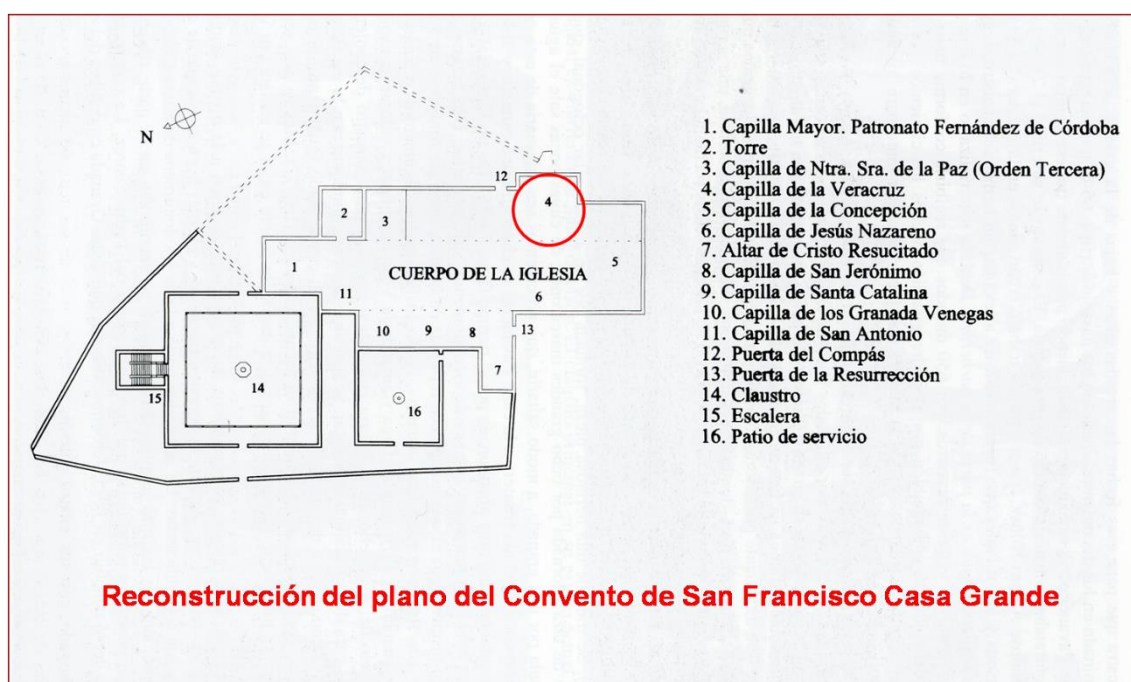 N
1. Capilla Mayor. Patronato Fernández de Córdoba
2. Torre
3. Capilla de Ntra. Sra. de la Paz (Orden Tercera)
4. Capilla de la Veracruz
5. Capilla de la Concepción
6. Capilla de Jesús Nazareno
7. Altar de Cristo Resucitado
8. Capilla de San Jerónimo
9. Capilla de Santa Catalina
10. Capilla de los Granada Venegas
11. Capilla de San Antonio
12. Puerta del Compás
13. Puerta de la Resurrección
14. Claustro
15. Escalera
16. Patio de servicio
12
4
2
3
1
CUERPO DE LA IGLESIA
5
11
6
10
9
8
13
7
14
15
16
Reconstrucción del plano del Convento de San Francisco Casa Grande